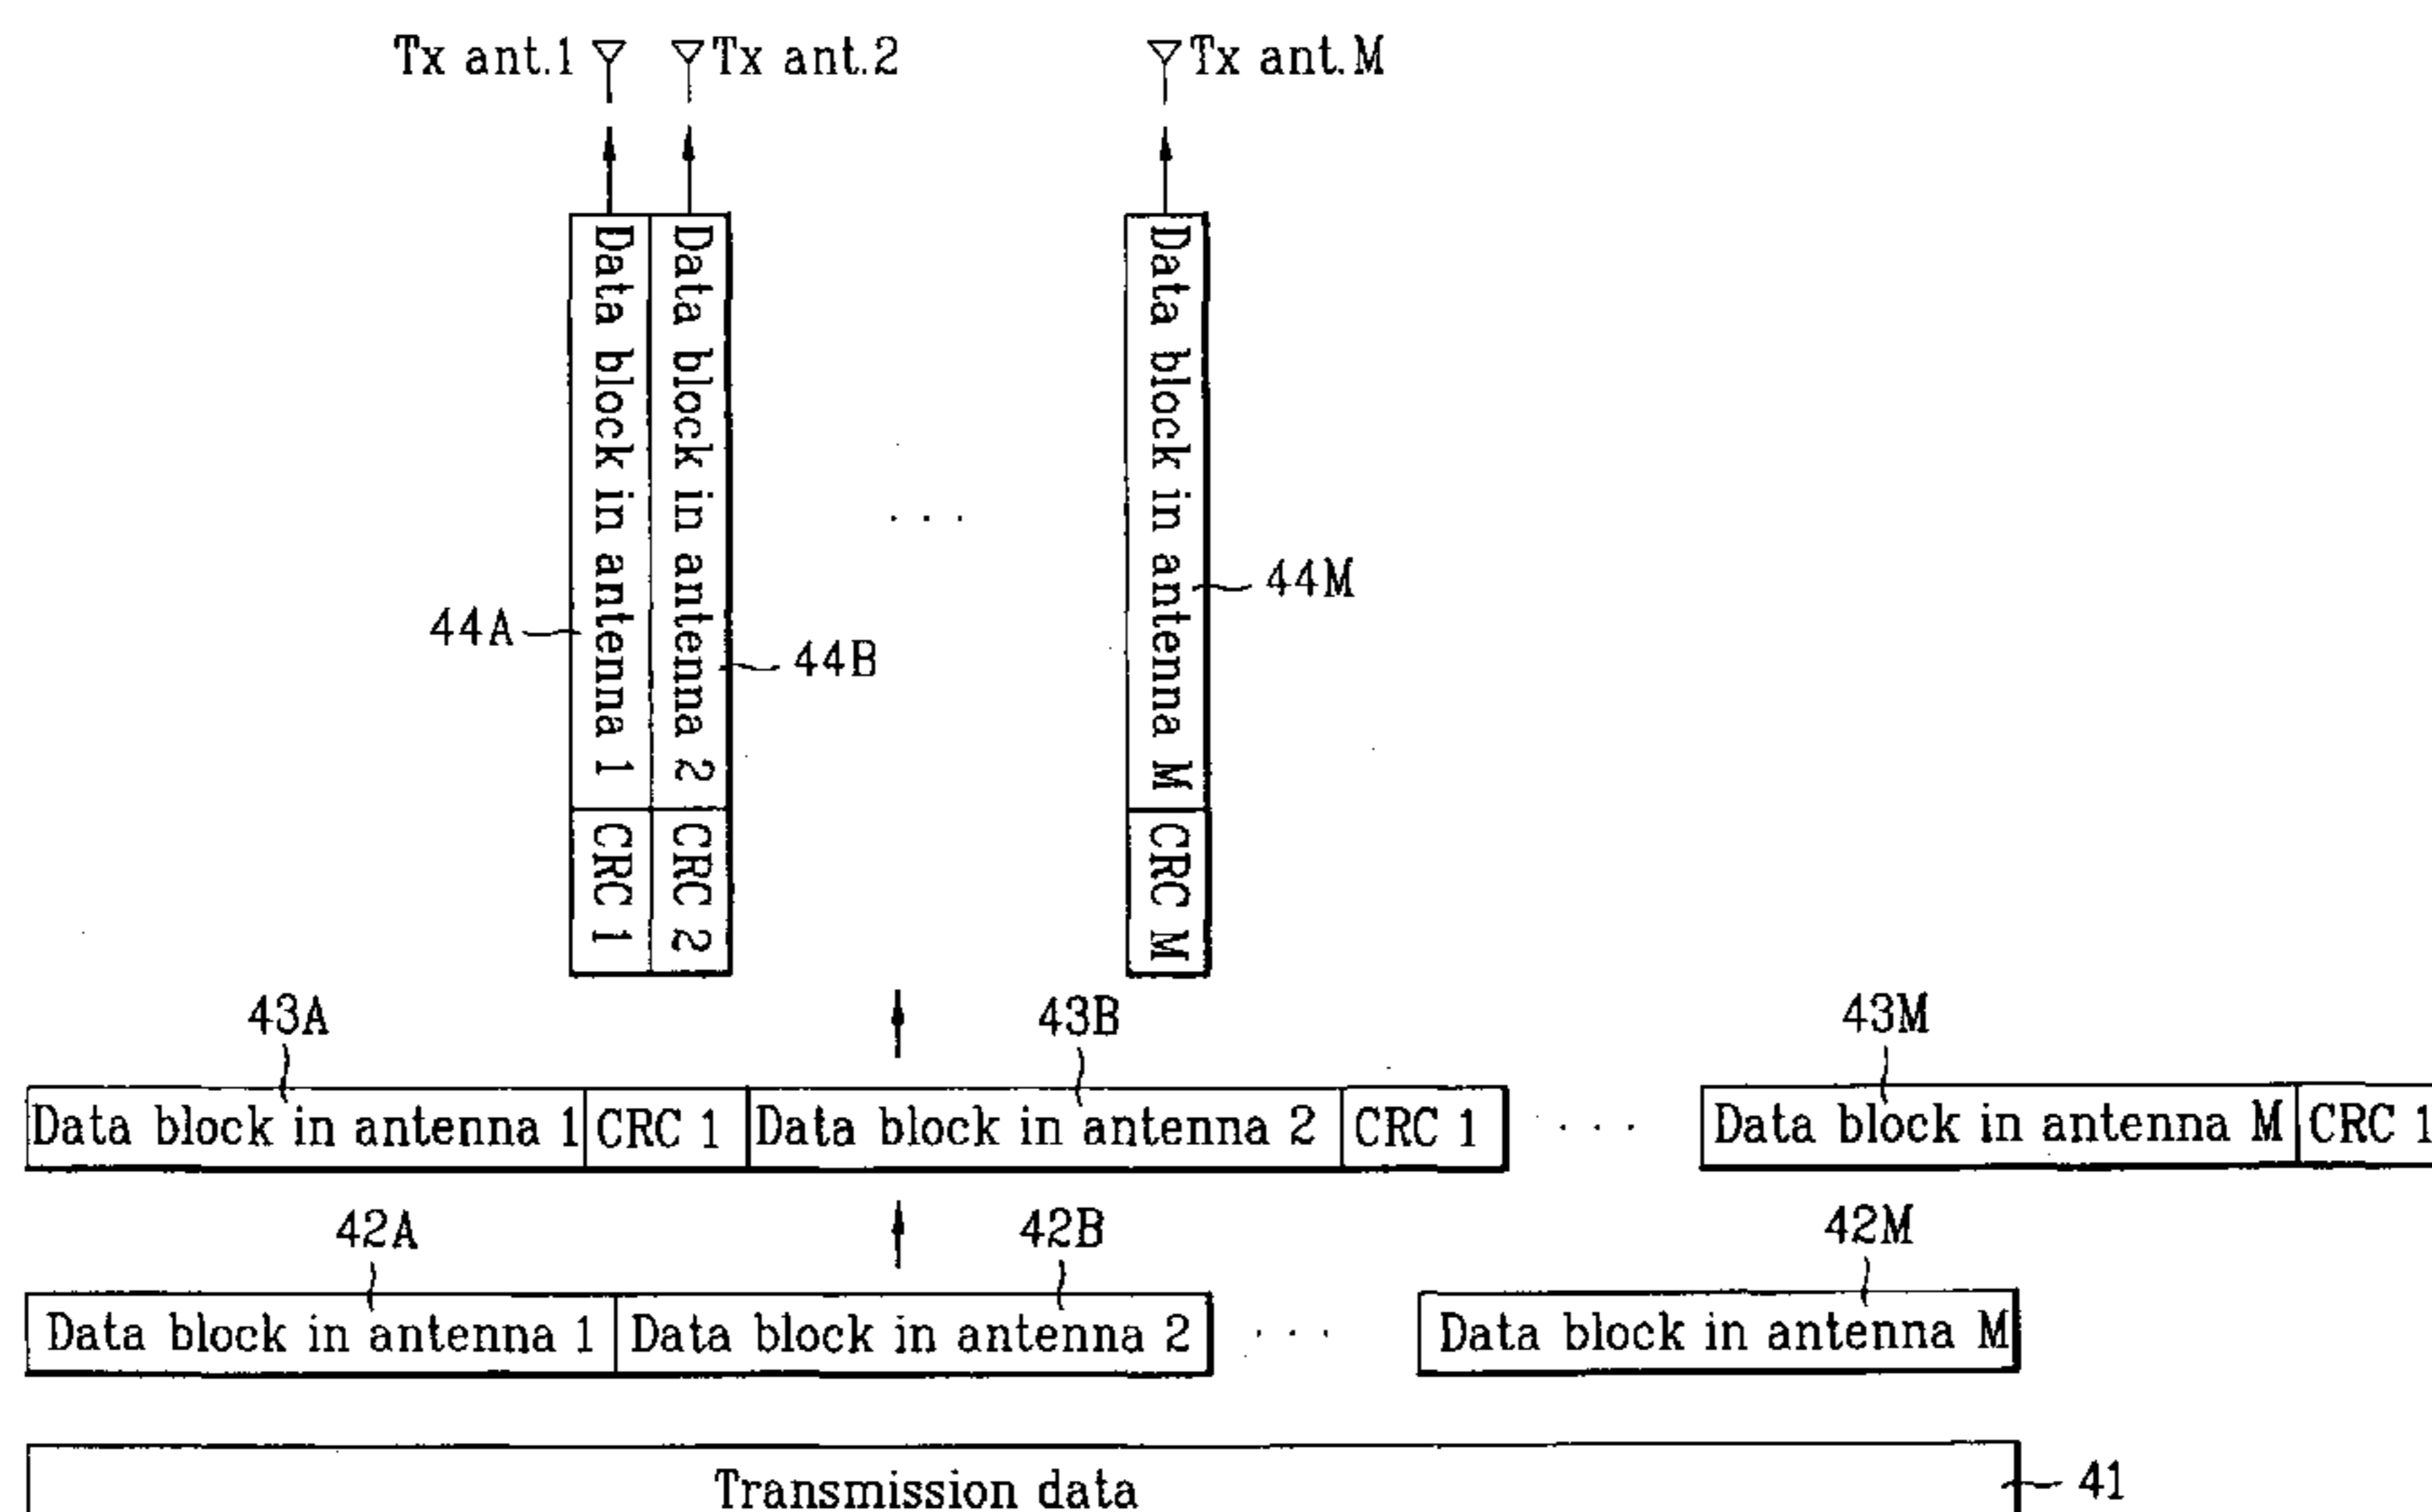 Tx ant.1 Tx ant.2 Tx ant.M
Data block in antenna 1 CRC 1
Data block in antenna 2 CRC 2
Data block in antenna M CRC M
. . .
44A
44B
44M
43A 43B 43M
Data block in antenna 1 CRC 1 Data block in antenna 2 CRC 1 . . . Data block in antenna M CRC 1
42A 42B 42M
Data block in antenna 1 Data block in antenna 2 . . . Data block in antenna M
Transmission data 41